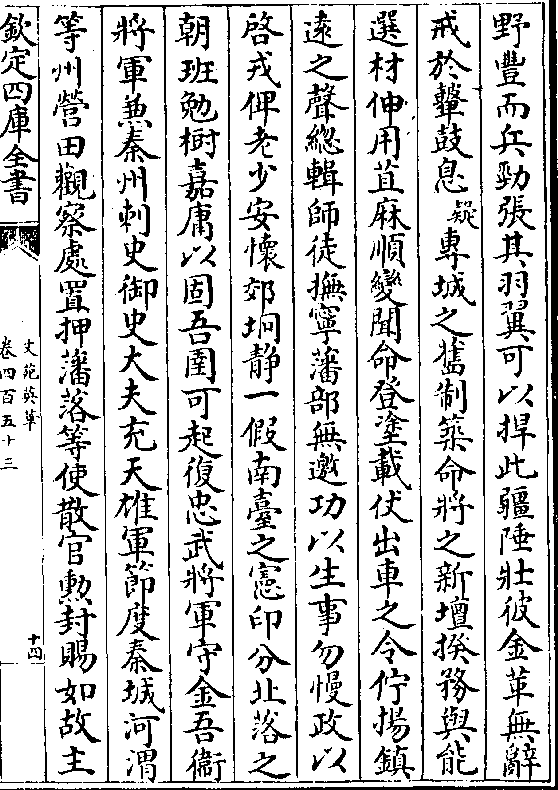 野豐而兵勁張其羽翼可以捍此疆陲壯彼金革無辭
戒於鼙鼓息疑專城之舊制築命將之新壇揆務與能
選材伸用苴麻順變聞命登塗載伏出車之令佇揚鎮
遠之聲總輯師徒撫寧藩部無邀功以生事勿慢政以
啓戎俾老少安懷郊坰静一假南臺之憲印分北落之
朝班勉樹嘉庸以固吾圉可起復忠武將軍守金吾衞
將軍兼秦州刺史御史大夫充天雄軍節度秦城河渭
等州營田觀察處置押藩落等使散官勲封賜如故主
欽定四庫全書
文苑英華
卷四百五十三
十四